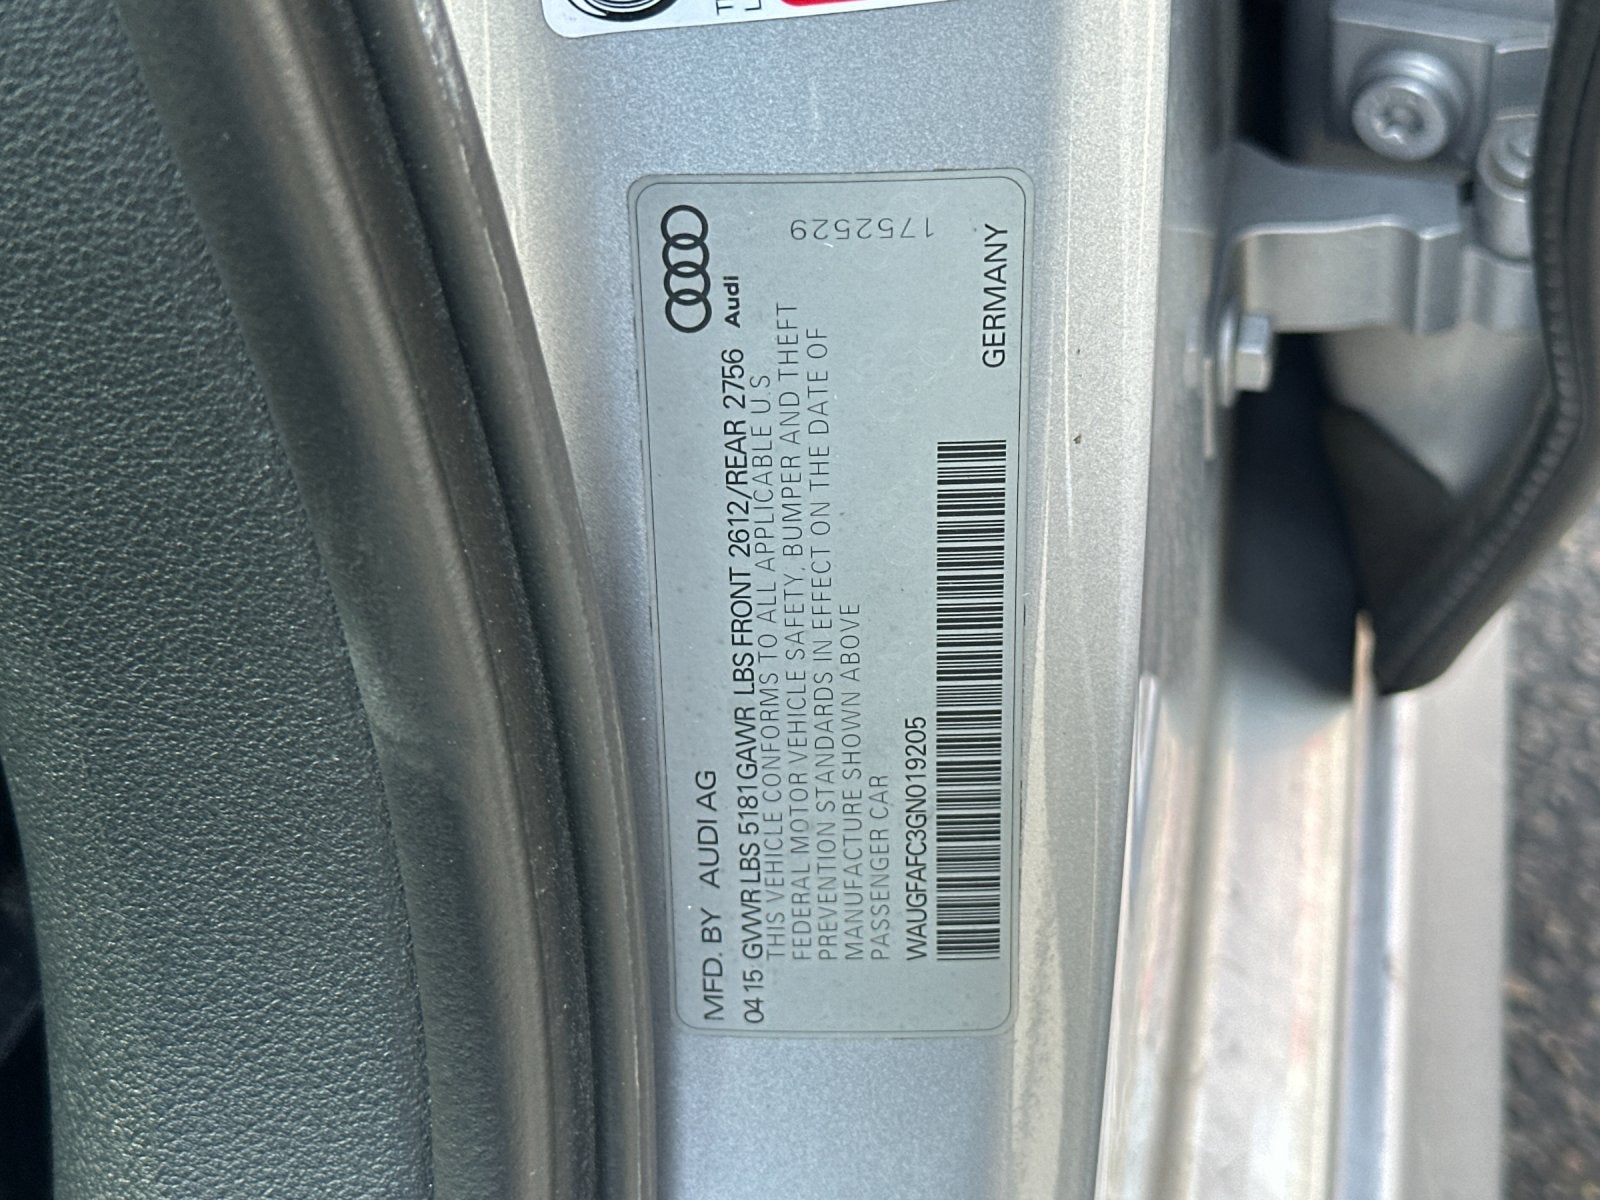 MFD. BY AUDI AG
04 15 GVWR LBS 5181 GAWR LBS FRONT 2612/REAR 2756
Audi
THIS VEHICLE CONFORMS TO ALL APPLICABLE U S
FEDERAL MOTOR VEHICLE SAFETY, BUMPER AND THEFT
PREVENTION STANDARDS IN EFFECT ON THE DATE OF
MANUFACTURE SHOWN ABOVE
PASSENGER CAR
1752529
WAUGFAFC3GN019205
GERMANY